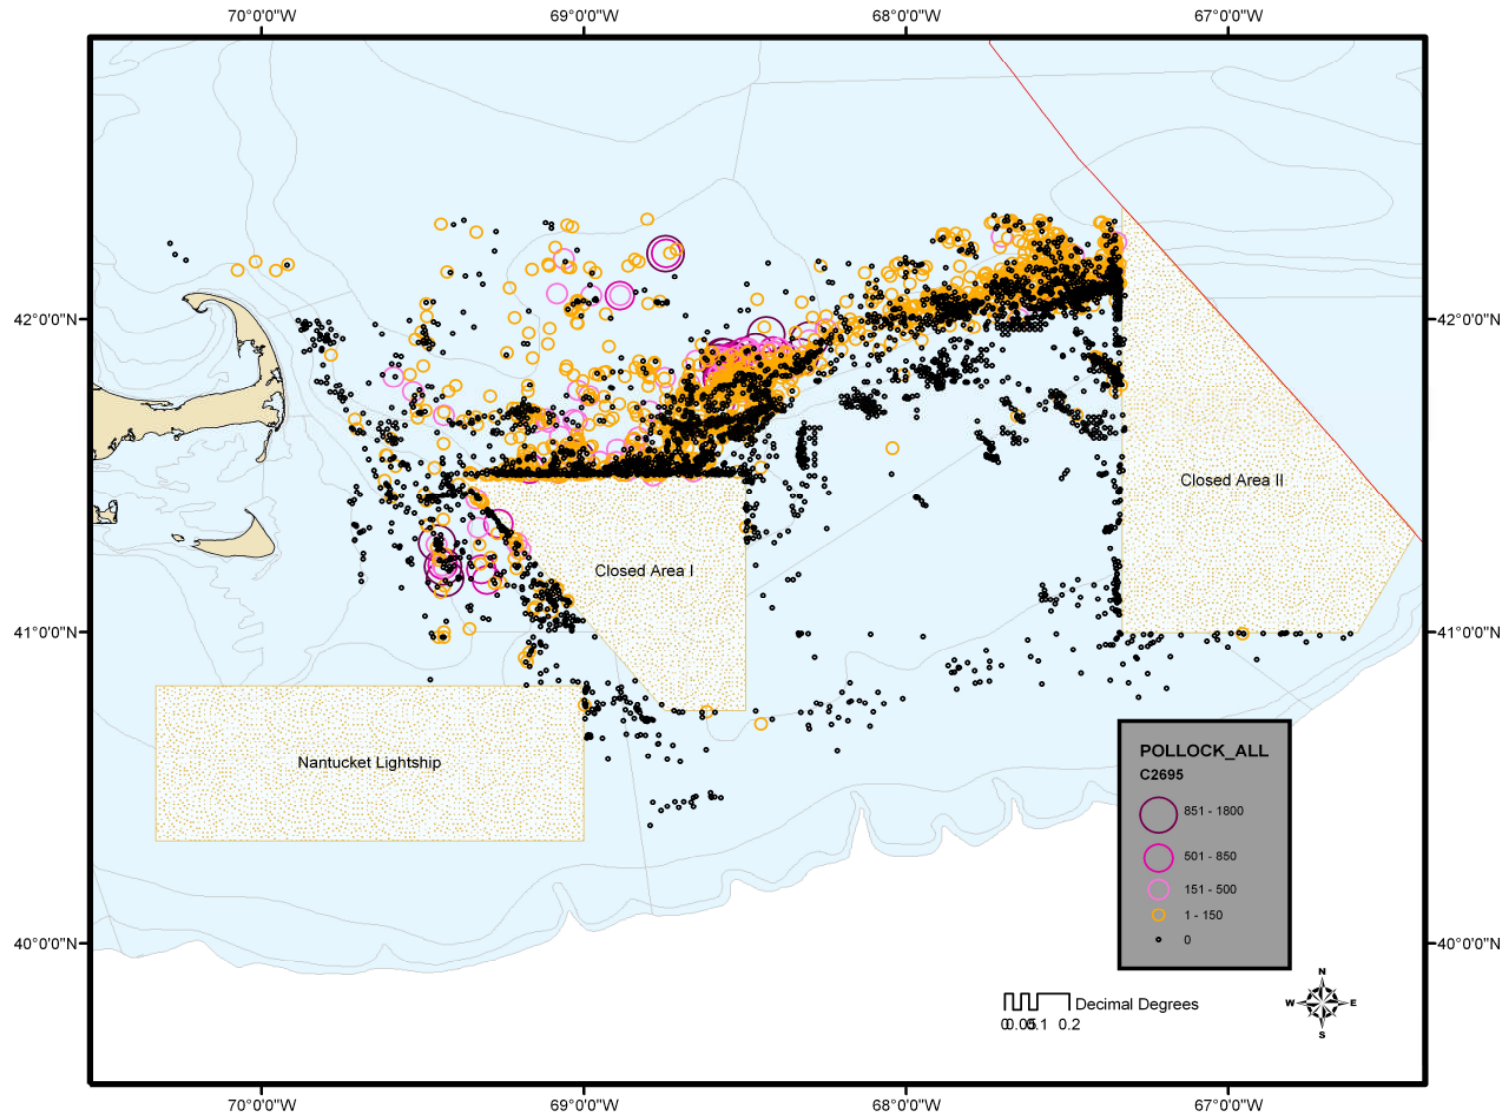 70°0'0"W 69°0'0"W 68°0'0"W 67°0'0"W
42°0'0"N 42°0'0"N
Closed Area II
Closed Area I
41°0'0"N 41°0'0"N
Nantucket Lightship
POLLOCK_ALL
C2695
851 - 1800
501 - 850
151 - 500
1 - 150
0
40°0'0"N 40°0'0"N
N
W E
S
Decimal Degrees
0 0.05 0.1 0.2
70°0'0"W 69°0'0"W 68°0'0"W 67°0'0"W